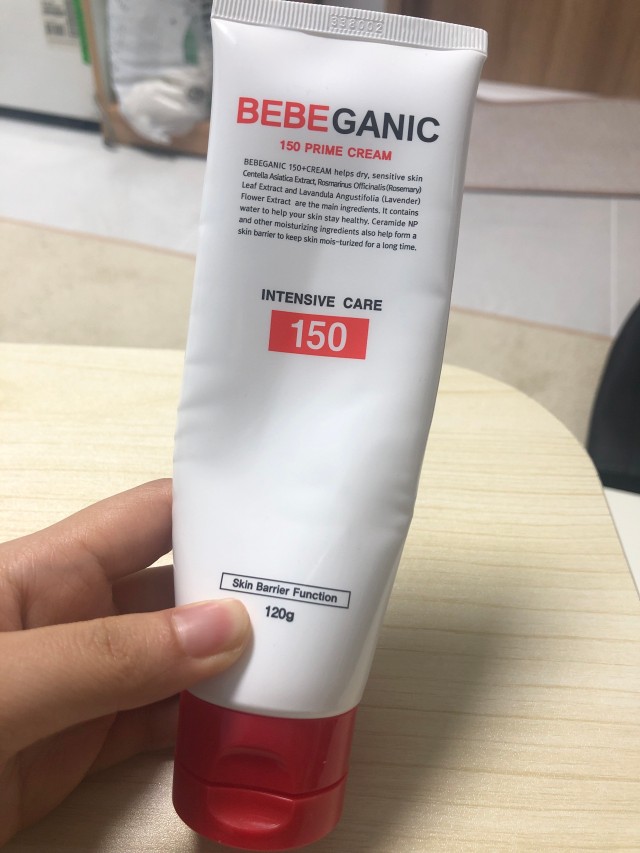 338002
BEBEGANIC
150 PRIME CREAM
BEBEGANIC 150+CREAM helps dry, sensitive skin
Centella Asiatica Extract, Rosmarinus Officinalis (Rosemary)
Leaf Extract and Lavandula Angustifolia (Lavender)
Flower Extract are the main ingredients. It contains
water to help your skin stay healthy. Ceramide NP
and other moisturizing ingredients also help form a
skin barrier to keep skin mois-turized for a long time.
INTENSIVE CARE
150
Skin Barrier Function
120g